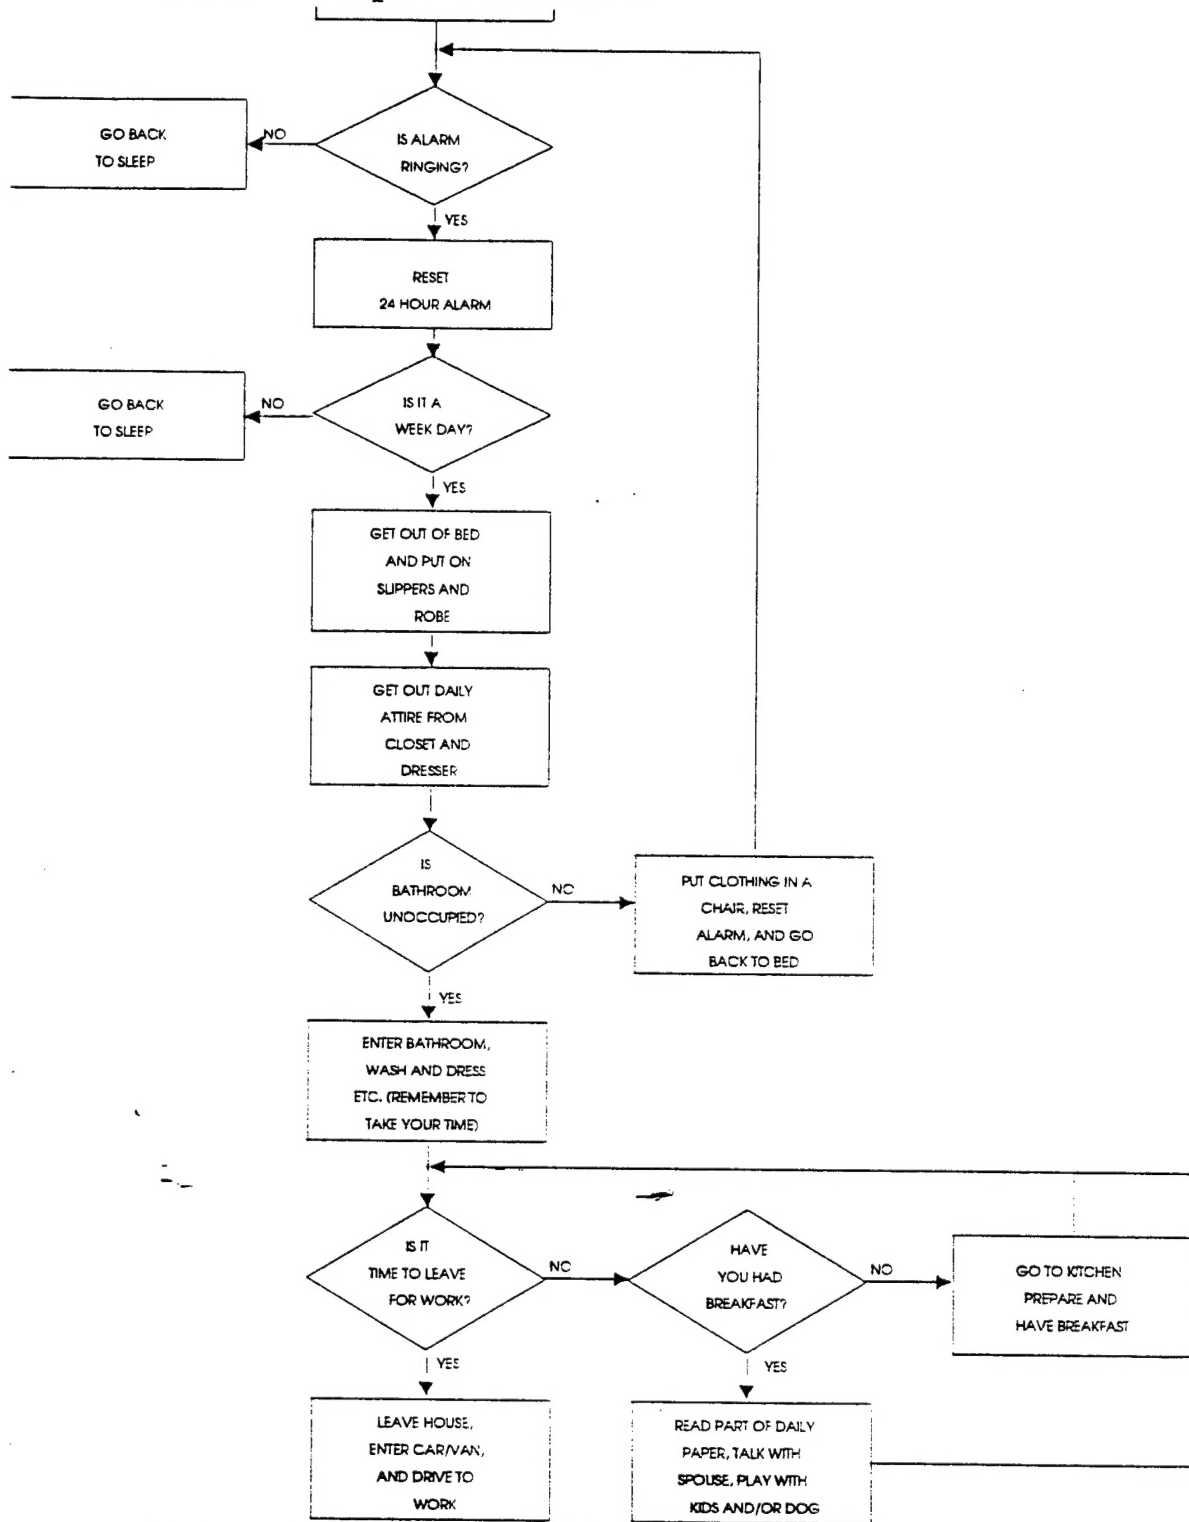 GO BACK
TO SLEEP
NO
IS ALARM
RINGING?
YES
RESET
24 HOUR ALARM
GO BACK
TO SLEEP
NO
IS IT A
WEEK DAY?
YES
GET OUT OF BED
AND PUT ON
SLIPPERS AND
ROBE
GET OUT DAILY
ATTIRE FROM
CLOSET AND
DRESSER
IS
BATHROOM
UNOCCUPIED?
NO
PUT CLOTHING IN A
CHAIR, RESET
ALARM, AND GO
BACK TO BED
YES
ENTER BATHROOM,
WASH AND DRESS
ETC. (REMEMBER TO
TAKE YOUR TIME)
IS IT
TIME TO LEAVE
FOR WORK?
NO
HAVE
YOU HAD
BREAKFAST?
NO
GO TO KITCHEN
PREPARE AND
HAVE BREAKFAST
YES
YES
LEAVE HOUSE,
ENTER CAR/VAN,
AND DRIVE TO
WORK
READ PART OF DAILY
PAPER, TALK WITH
SPOUSE, PLAY WITH
KIDS AND/OR DOG